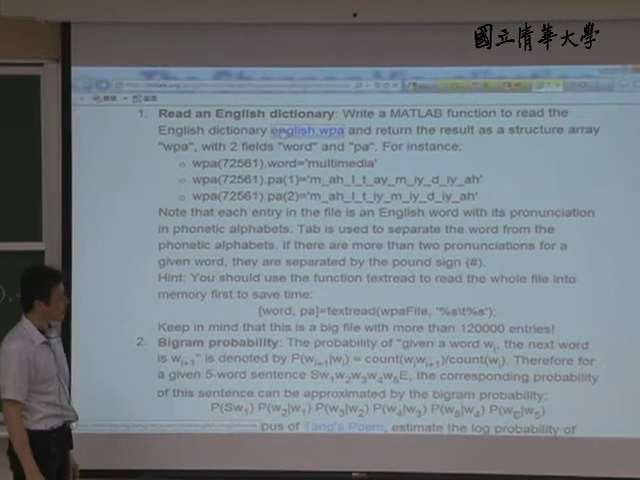 國立清華大學
1. Read an English dictionary: Write a MATLAB function to read the
English dictionary english.wpa and return the result as a structure array
"wpa", with 2 fields "word" and "pa". For instance:
○ wpa(72561).word='multimedia'
○ wpa(72561).pa(1)='m_ah_l_t_ay_m_iy_d_iy_ah'
○ wpa(72561).pa(2)='m_ah_l_t_iy_m_iy_d_iy_ah'
Note that each entry in the file is an English word with its pronunciation
in phonetic alphabets. Tab is used to separate the word from the
phonetic alphabets. If there are more than two pronunciations for a
given word, they are separated by the pound sign (#).
Hint: You should use the function textread to read the whole file into
memory first to save time:
[word, pa]=textread(wpaFile, '%s\t%s');
Keep in mind that this is a big file with more than 120000 entries!
2. Bigram probability: The probability of "given a word wi, the next word
is wi+1" is denoted by P(wi+1|wi) = count(wiwi+1)/count(wi). Therefore for
a given 5-word sentence Sw1w2w3w4w5E, the corresponding probability
of this sentence can be approximated by the bigram probability:
P(Sw1) P(w2|w1) P(w3|w2) P(w4|w3) P(w5|w4) P(wE|w5)
pus of Tang's Poem, estimate the log probability of